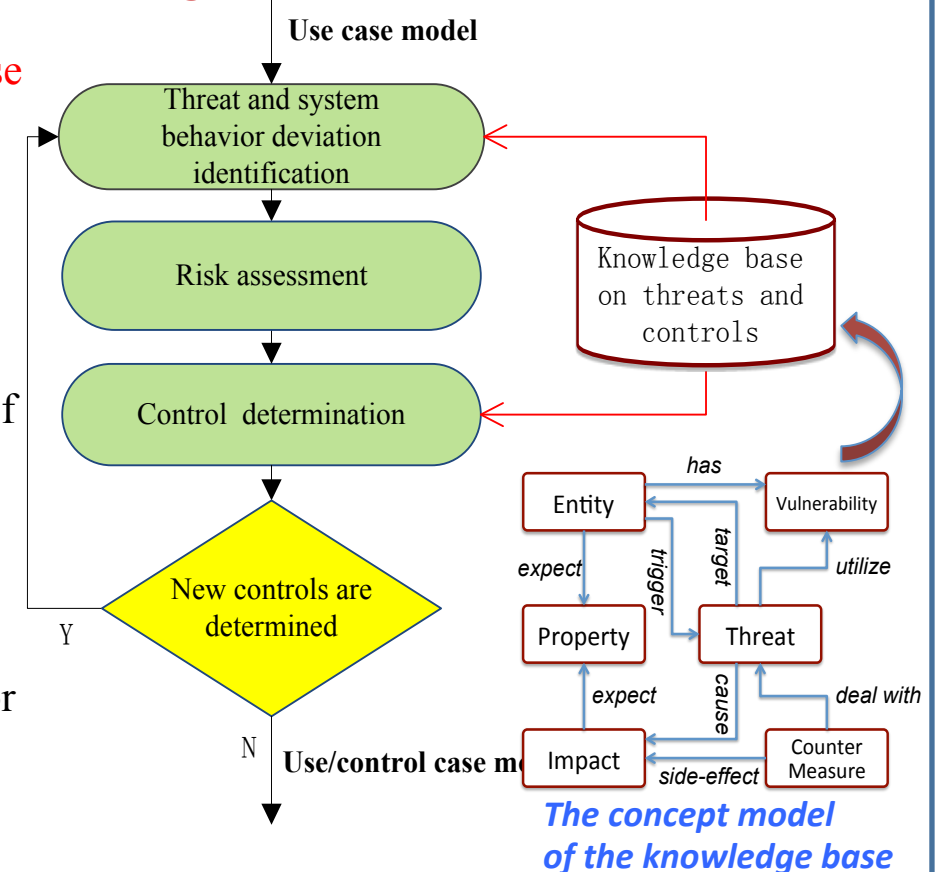 Use case model
se
Threat and system
behavior deviation
identification
Risk assessment
Knowledge base
on threats and
controls
f
Control determination
has
Entity
Vulnerability
expect
trigger
target
utilize
New controls are
determined
Y
Property
Threat
r
expect
cause
deal with
N
Use/control case m
Impact
Counter
Measure
side-effect
The concept model
of the knowledge base